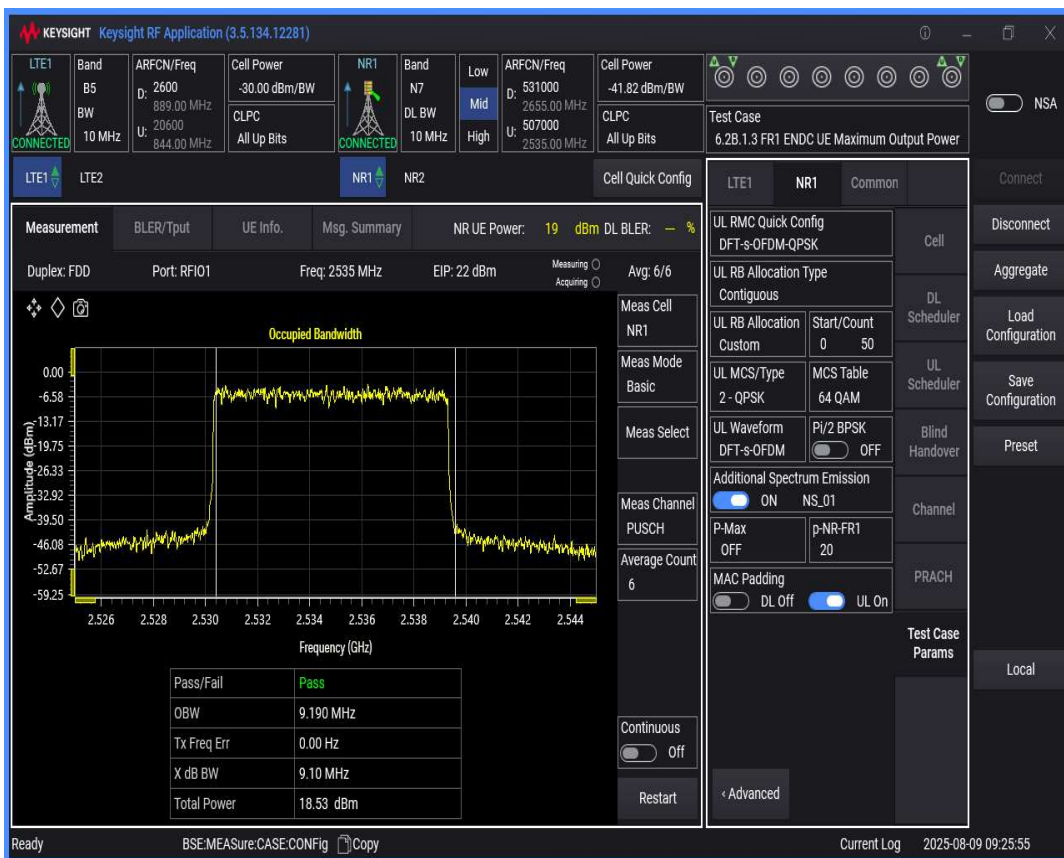 KEYSIGHT Keysight RF Application (3.5.134.12281)
LTE1
CONNECTED
Band
B5
BW
10 MHz
ARFCN/Freq
D: 2600
889.00 MHz
U: 20600
844.00 MHz
Cell Power
-30.00 dBm/BW
CLPC
All Up Bits
NR1
CONNECTED
Band
N7
DL BW
10 MHz
Low
Mid
High
ARFCN/Freq
D: 531000
2655.00 MHz
U: 507000
2535.00 MHz
Cell Power
-41.82 dBm/BW
CLPC
All Up Bits
Test Case
6.2B.1.3 FR1 ENDC UE Maximum Output Power
NSA
LTE1 LTE2 NR1 NR2 Cell Quick Config
Measurement BLER/Tput UE Info. Msg. Summary NR UE Power: 19 dBm DL BLER: -- %
Duplex: FDD Port: RFIO1 Freq: 2535 MHz EIP: 22 dBm Measuring Acquiring Avg: 6/6
Occupied Bandwidth
Amplitude (dBm)
0.00
-6.58
-13.17
-19.75
-26.33
-32.92
-39.50
-46.08
-52.67
-59.25
2.526 2.528 2.530 2.532 2.534 2.536 2.538 2.540 2.542 2.544
Frequency (GHz)
Pass/Fail Pass
OBW 9.190 MHz
Tx Freq Err 0.00 Hz
X dB BW 9.10 MHz
Total Power 18.53 dBm
Meas Cell
NR1
Meas Mode
Basic
Meas Select
Meas Channel
PUSCH
Average Count
6
Continuous
Off
Restart
LTE1 NR1 Common
UL RMC Quick Config
DFT-s-OFDM-QPSK
UL RB Allocation Type
Contiguous
UL RB Allocation
Custom
Start/Count
0 50
UL MCS/Type
2 - QPSK
MCS Table
64 QAM
UL Waveform
DFT-s-OFDM
Pi/2 BPSK
OFF
Additional Spectrum Emission
ON NS_01
P-Max
OFF
p-NR-FR1
20
MAC Padding
DL Off UL On
‹ Advanced
Cell
DL
Scheduler
UL
Scheduler
Blind
Handover
Channel
PRACH
Test Case
Params
Connect
Disconnect
Aggregate
Load
Configuration
Save
Configuration
Preset
Local
Ready BSE:MEASure:CASE:CONFig Copy Current Log 2025-08-09 09:25:55